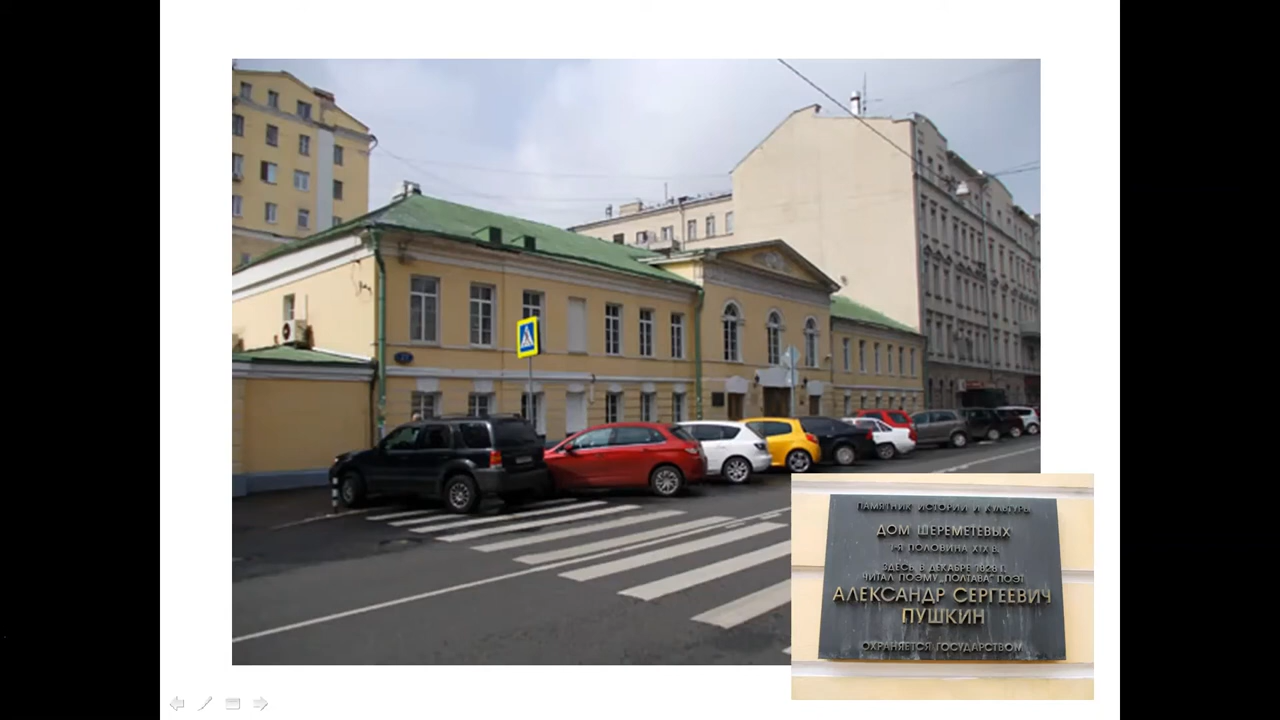 ПАМЯТНИК ИСТОРИИ И КУЛЬТУРЫ
ДОМ ШЕРЕМЕТЕВЫХ
1-Я ПОЛОВИНА XIX В.
ЗДЕСЬ В ДЕКАБРЕ 1828 Г.
ЧИТАЛ ПОЭМУ „ПОЛТАВА" ПОЭТ
АЛЕКСАНДР СЕРГЕЕВИЧ
ПУШКИН
ОХРАНЯЕТСЯ ГОСУДАРСТВОМ